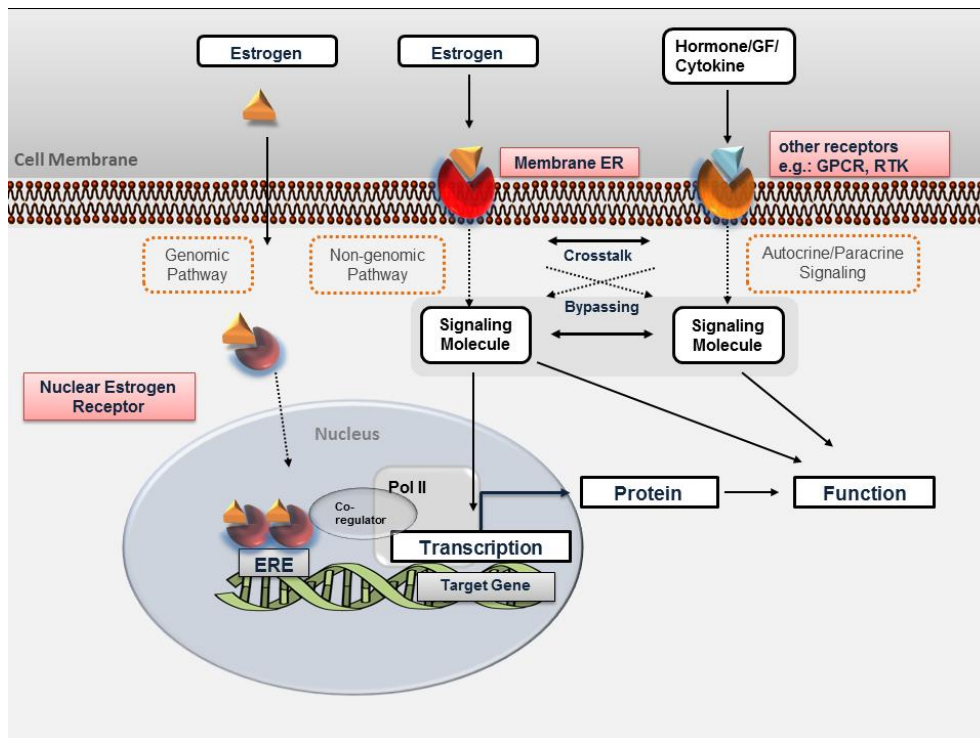 Estrogen
Estrogen
Hormone/GF/
Cytokine
Cell Membrane
Membrane ER
other receptors
e.g.: GPCR, RTK
Genomic
Pathway
Non-genomic
Pathway
Crosstalk
Bypassing
Autocrine/Paracrine
Signaling
Signaling
Molecule
Signaling
Molecule
Nuclear Estrogen
Receptor
Nucleus
Pol II
Co-
regulator
Transcription
Protein
Function
ERE
Target Gene